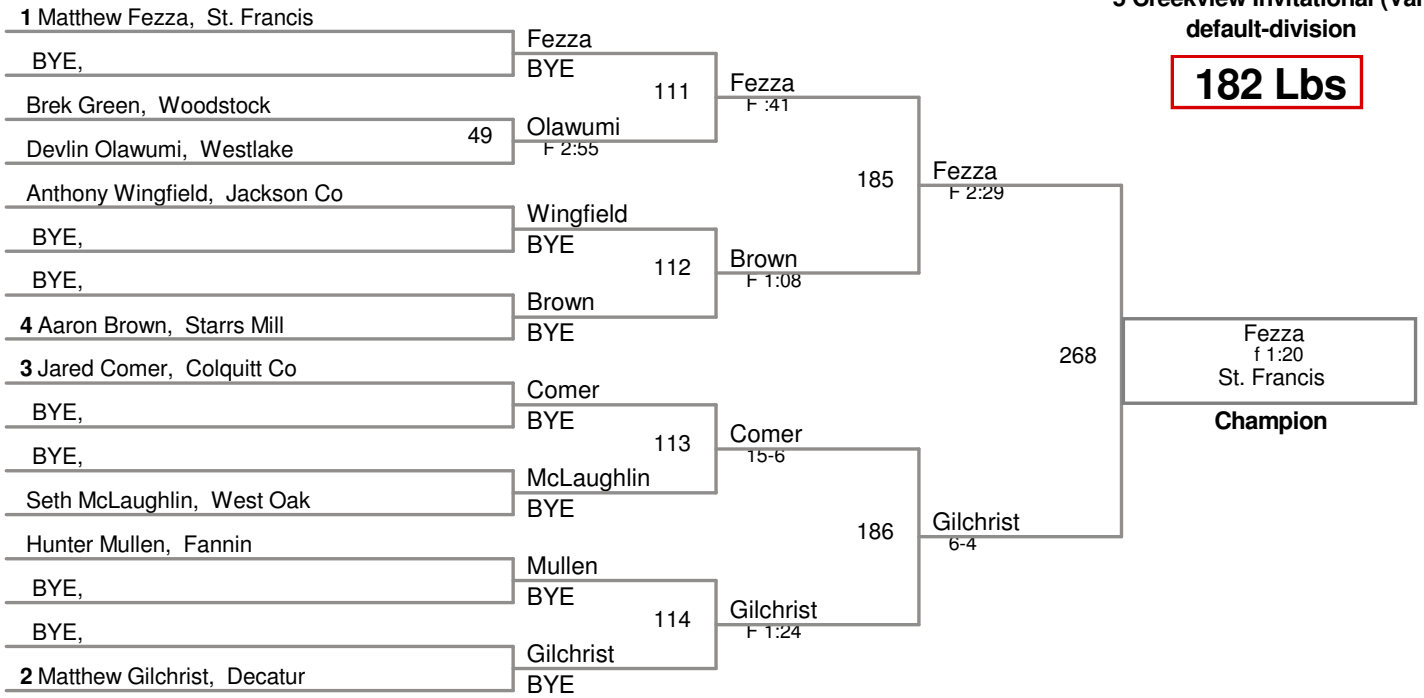 5 Creekview Invitational (Var
default-division
182 Lbs
1 Matthew Fezza, St. Francis
BYE,
Brek Green, Woodstock
Devlin Olawumi, Westlake
Anthony Wingfield, Jackson Co
BYE,
BYE,
4 Aaron Brown, Starrs Mill
3 Jared Comer, Colquitt Co
BYE,
BYE,
Seth McLaughlin, West Oak
Hunter Mullen, Fannin
BYE,
BYE,
2 Matthew Gilchrist, Decatur
49
Fezza
BYE
Olawumi
F 2:55
Wingfield
BYE
Brown
BYE
Comer
BYE
McLaughlin
BYE
Mullen
BYE
Gilchrist
BYE
111
112
113
114
Fezza
F :41
Brown
F 1:08
Comer
15-6
Gilchrist
F 1:24
185
186
Fezza
F 2:29
Gilchrist
6-4
268
Fezza
f 1:20
St. Francis
Champion